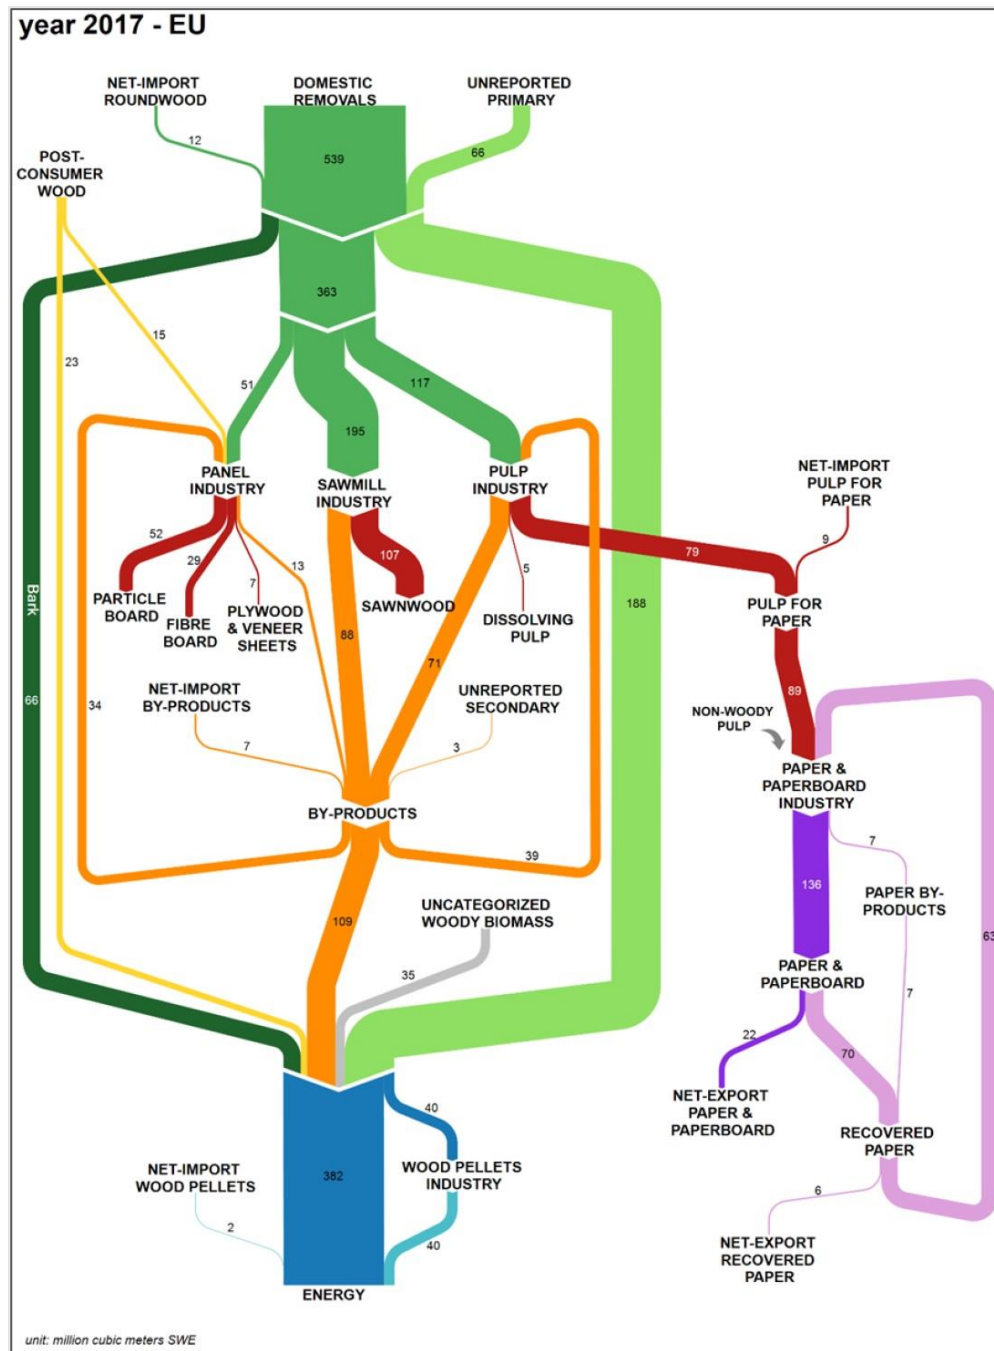 year 2017 - EU
NET-IMPORT
ROUNDWOOD
DOMESTIC
REMOVALS
UNREPORTED
PRIMARY
12
539
66
POST-
CONSUMER
WOOD
363
15
23
51
117
188
195
PANEL
INDUSTRY
SAWMILL
INDUSTRY
PULP
INDUSTRY
NET-IMPORT
PULP FOR
PAPER
52
29
7
13
107
5
79
9
PARTICLE
BOARD
FIBRE
BOARD
PLYWOOD
& VENEER
SHEETS
SAWNWOOD
DISSOLVING
PULP
PULP FOR
PAPER
Bark
66
88
71
34
NET-IMPORT
BY-PRODUCTS
UNREPORTED
SECONDARY
7
3
89
NON-WOODY
PULP
PAPER &
PAPERBOARD
INDUSTRY
BY-PRODUCTS
39
7
136
PAPER BY-
PRODUCTS
63
109
UNCATEGORIZED
WOODY BIOMASS
35
PAPER &
PAPERBOARD
7
22
70
NET-EXPORT
PAPER &
PAPERBOARD
RECOVERED
PAPER
40
382
NET-IMPORT
WOOD PELLETS
WOOD PELLETS
INDUSTRY
2
40
6
NET-EXPORT
RECOVERED
PAPER
ENERGY
unit: million cubic meters SWE